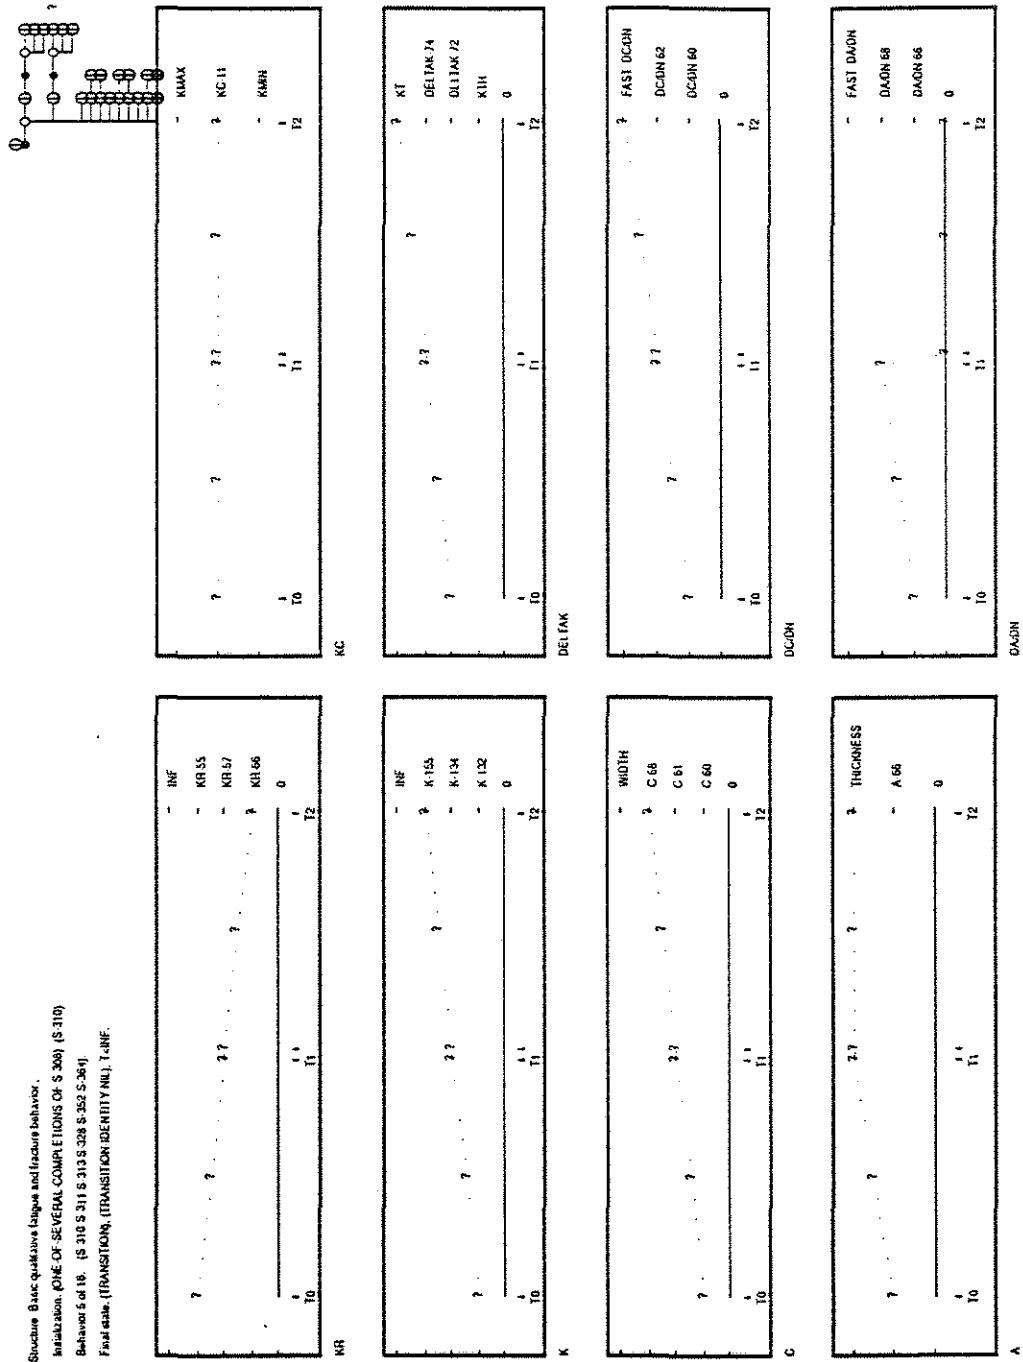 Structure Basic qualitative fatigue and fracture behavior.
Initialization. (ONE-OF-SEVERAL-COMPLETIONS OF S 308) (S-310)
Behavior 5 of 18. (S 310 S 311 S-313 S-328 S-352 S-364)
Final state. (TRANSITION), (TRANSITION-IDENTITY NIL), T<INF.
?
INF
KR 55
KR-57
KR 66
0
T0
T1
T2
KR
KMAX
KC-11
KMIN
T0
T1
T2
KC
INF
K-165
K-134
K 132
0
T0
T1
T2
K
KT
DELTAK-74
DELTAK 72
KTH
0
T0
T1
T2
DELTAK
WIDTH
C 68
C-61
C-60
0
T0
T1
T2
C
FAST DC/DN
DC/DN 62
DC/DN 60
0
T0
T1
T2
DC/DN
THICKNESS
A-66
0
T0
T1
T2
A
FAST DA/DN
DA/DN 68
DA/DN 66
0
T0
T1
T2
DA/DN